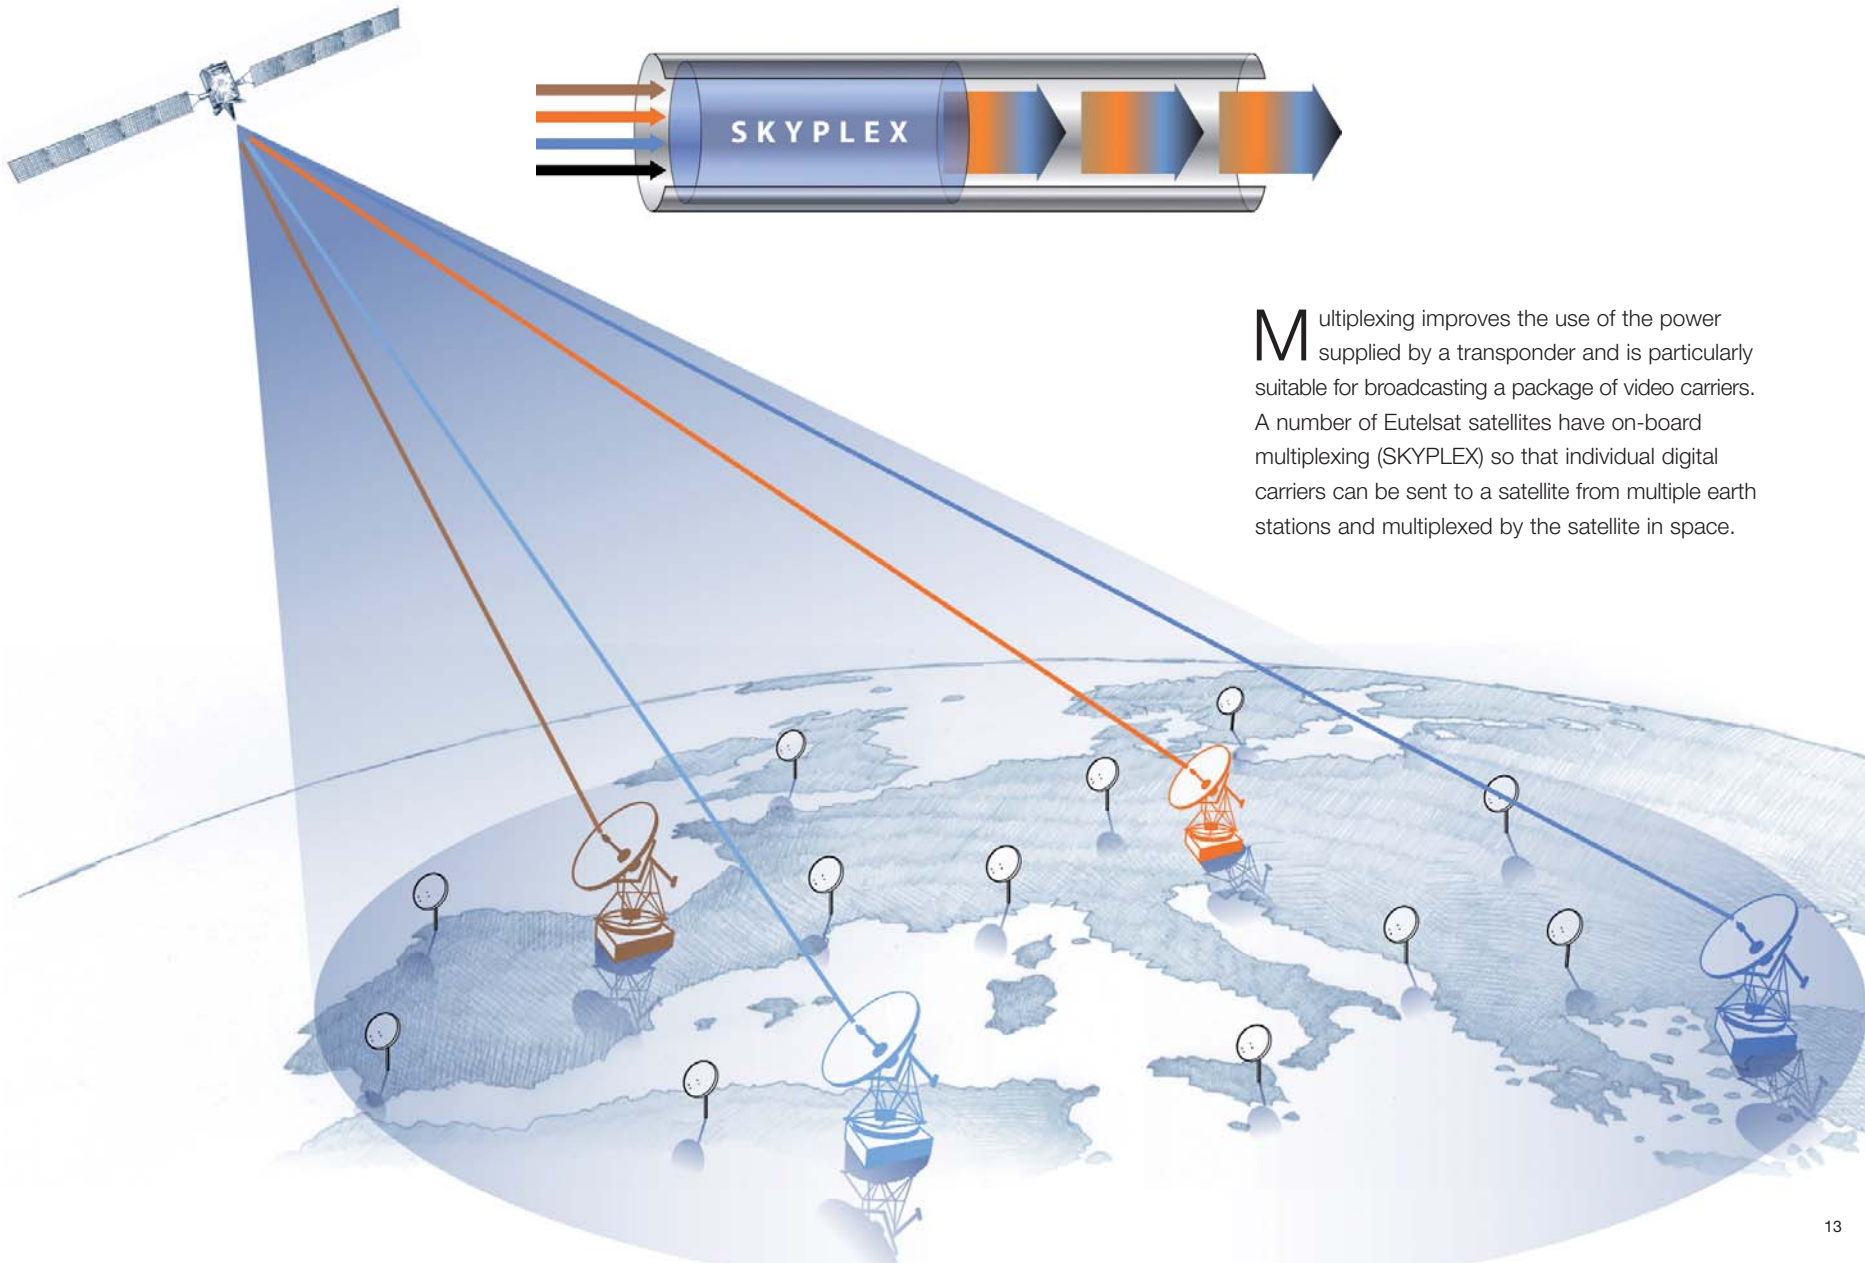 SKYPLEX
Multiplexing improves the use of the power
supplied by a transponder and is particularly
suitable for broadcasting a package of video carriers.
A number of Eutelsat satellites have on-board
multiplexing (SKYPLEX) so that individual digital
carriers can be sent to a satellite from multiple earth
stations and multiplexed by the satellite in space.
13